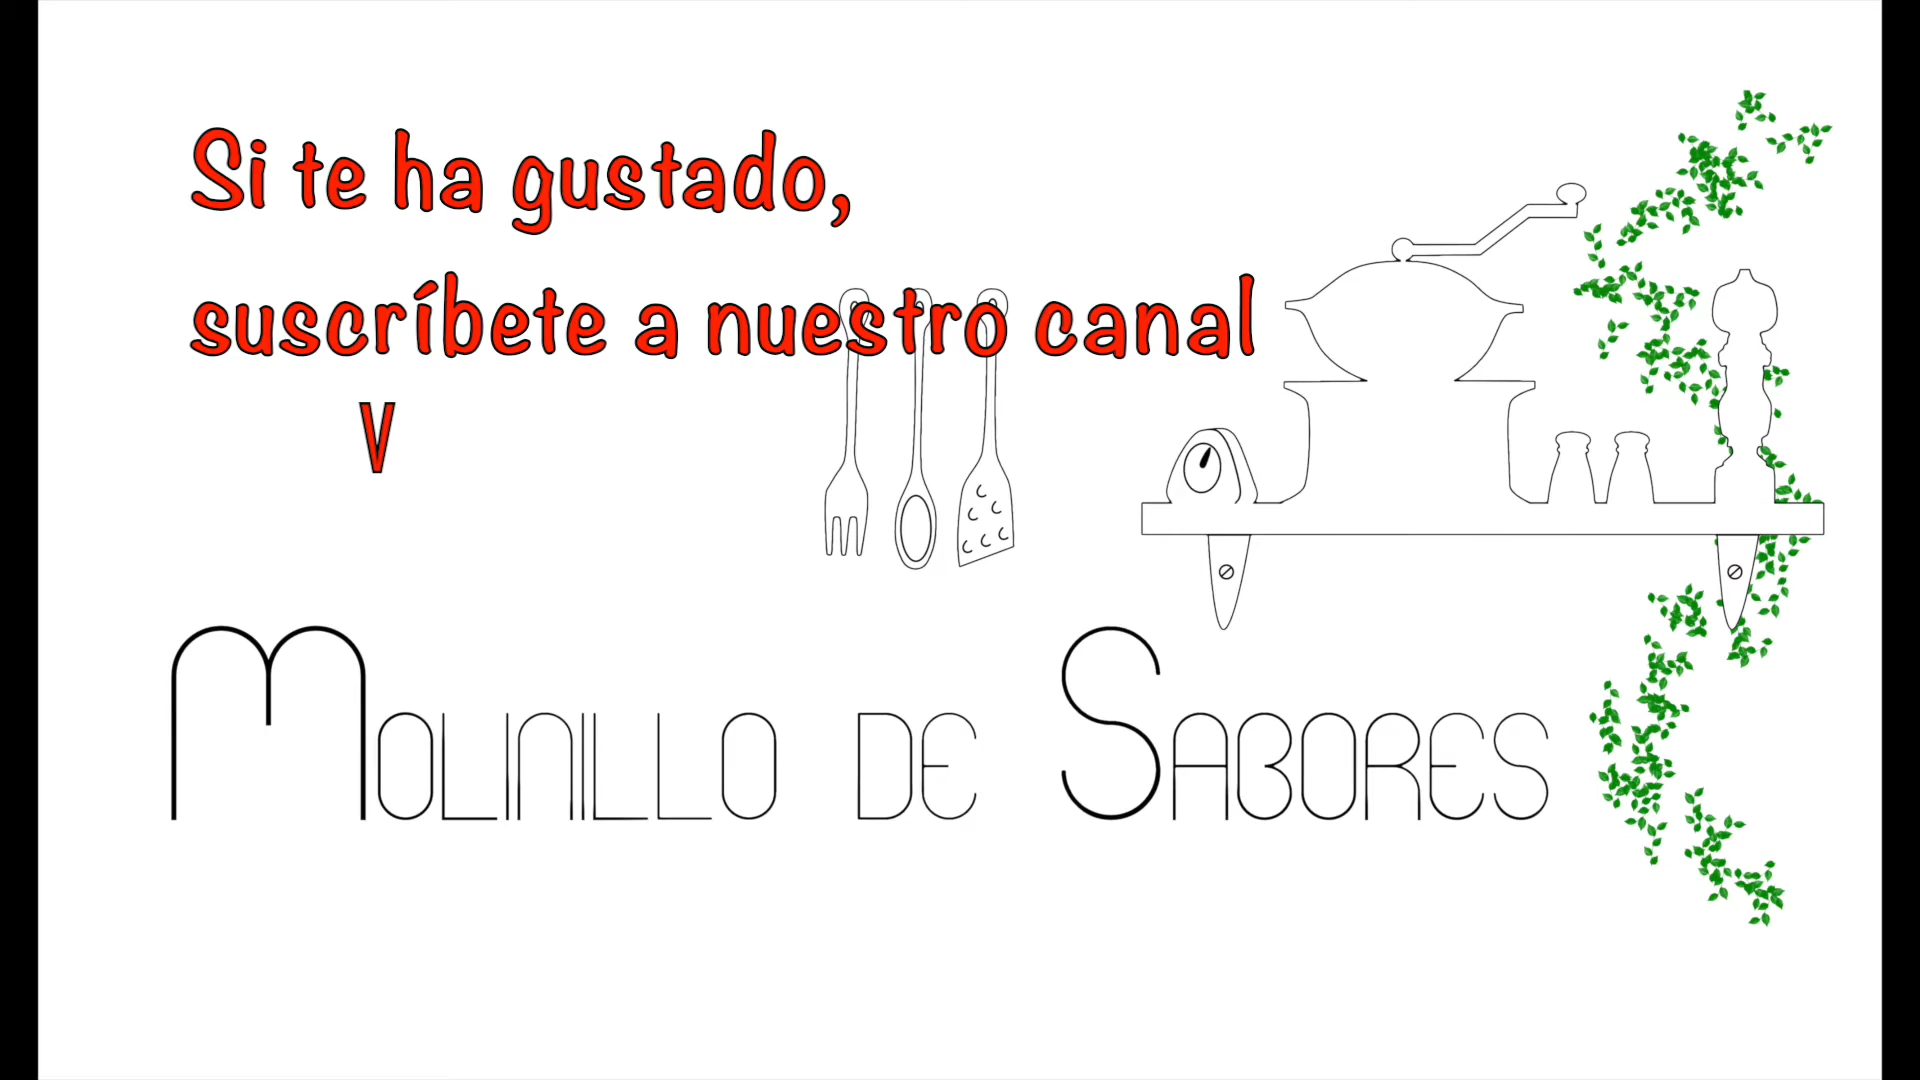 Si te ha gustado,
suscríbete a nuestro canal
V
Molinillo de Sabores